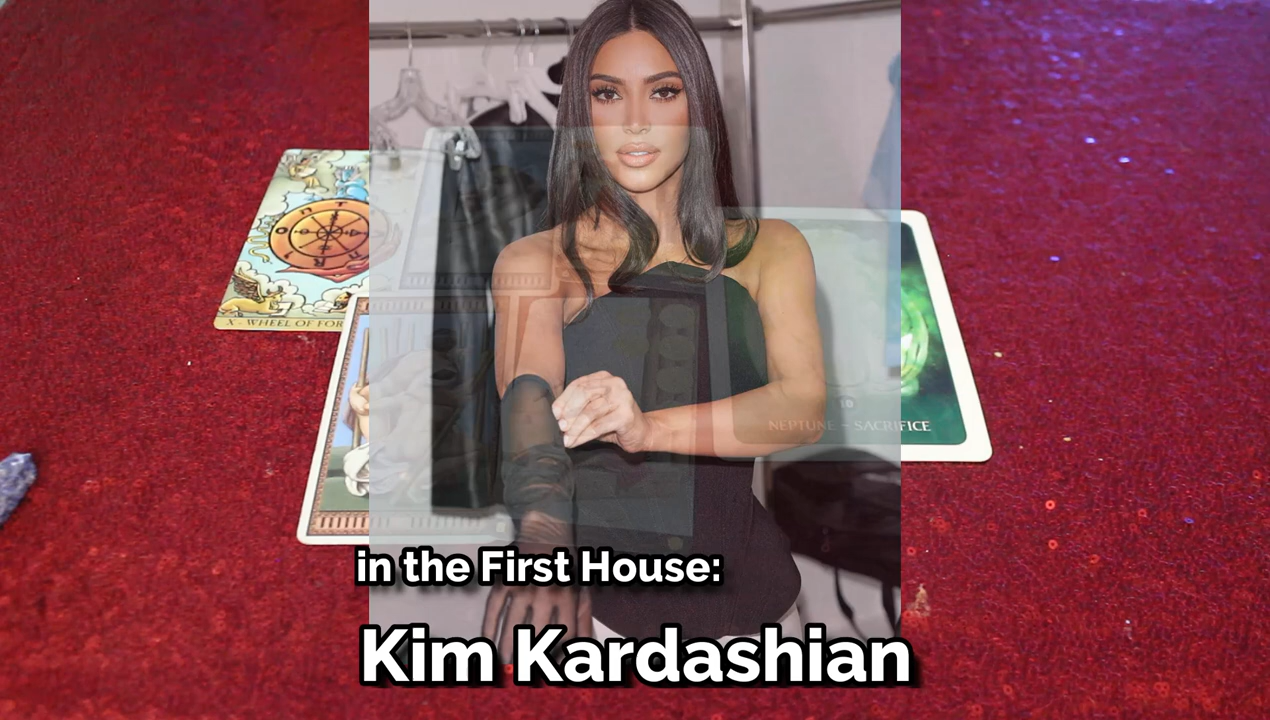 X - WHEEL OF FOR
NEPTUNE ~ SACRIFICE
in the First House:
Kim Kardashian